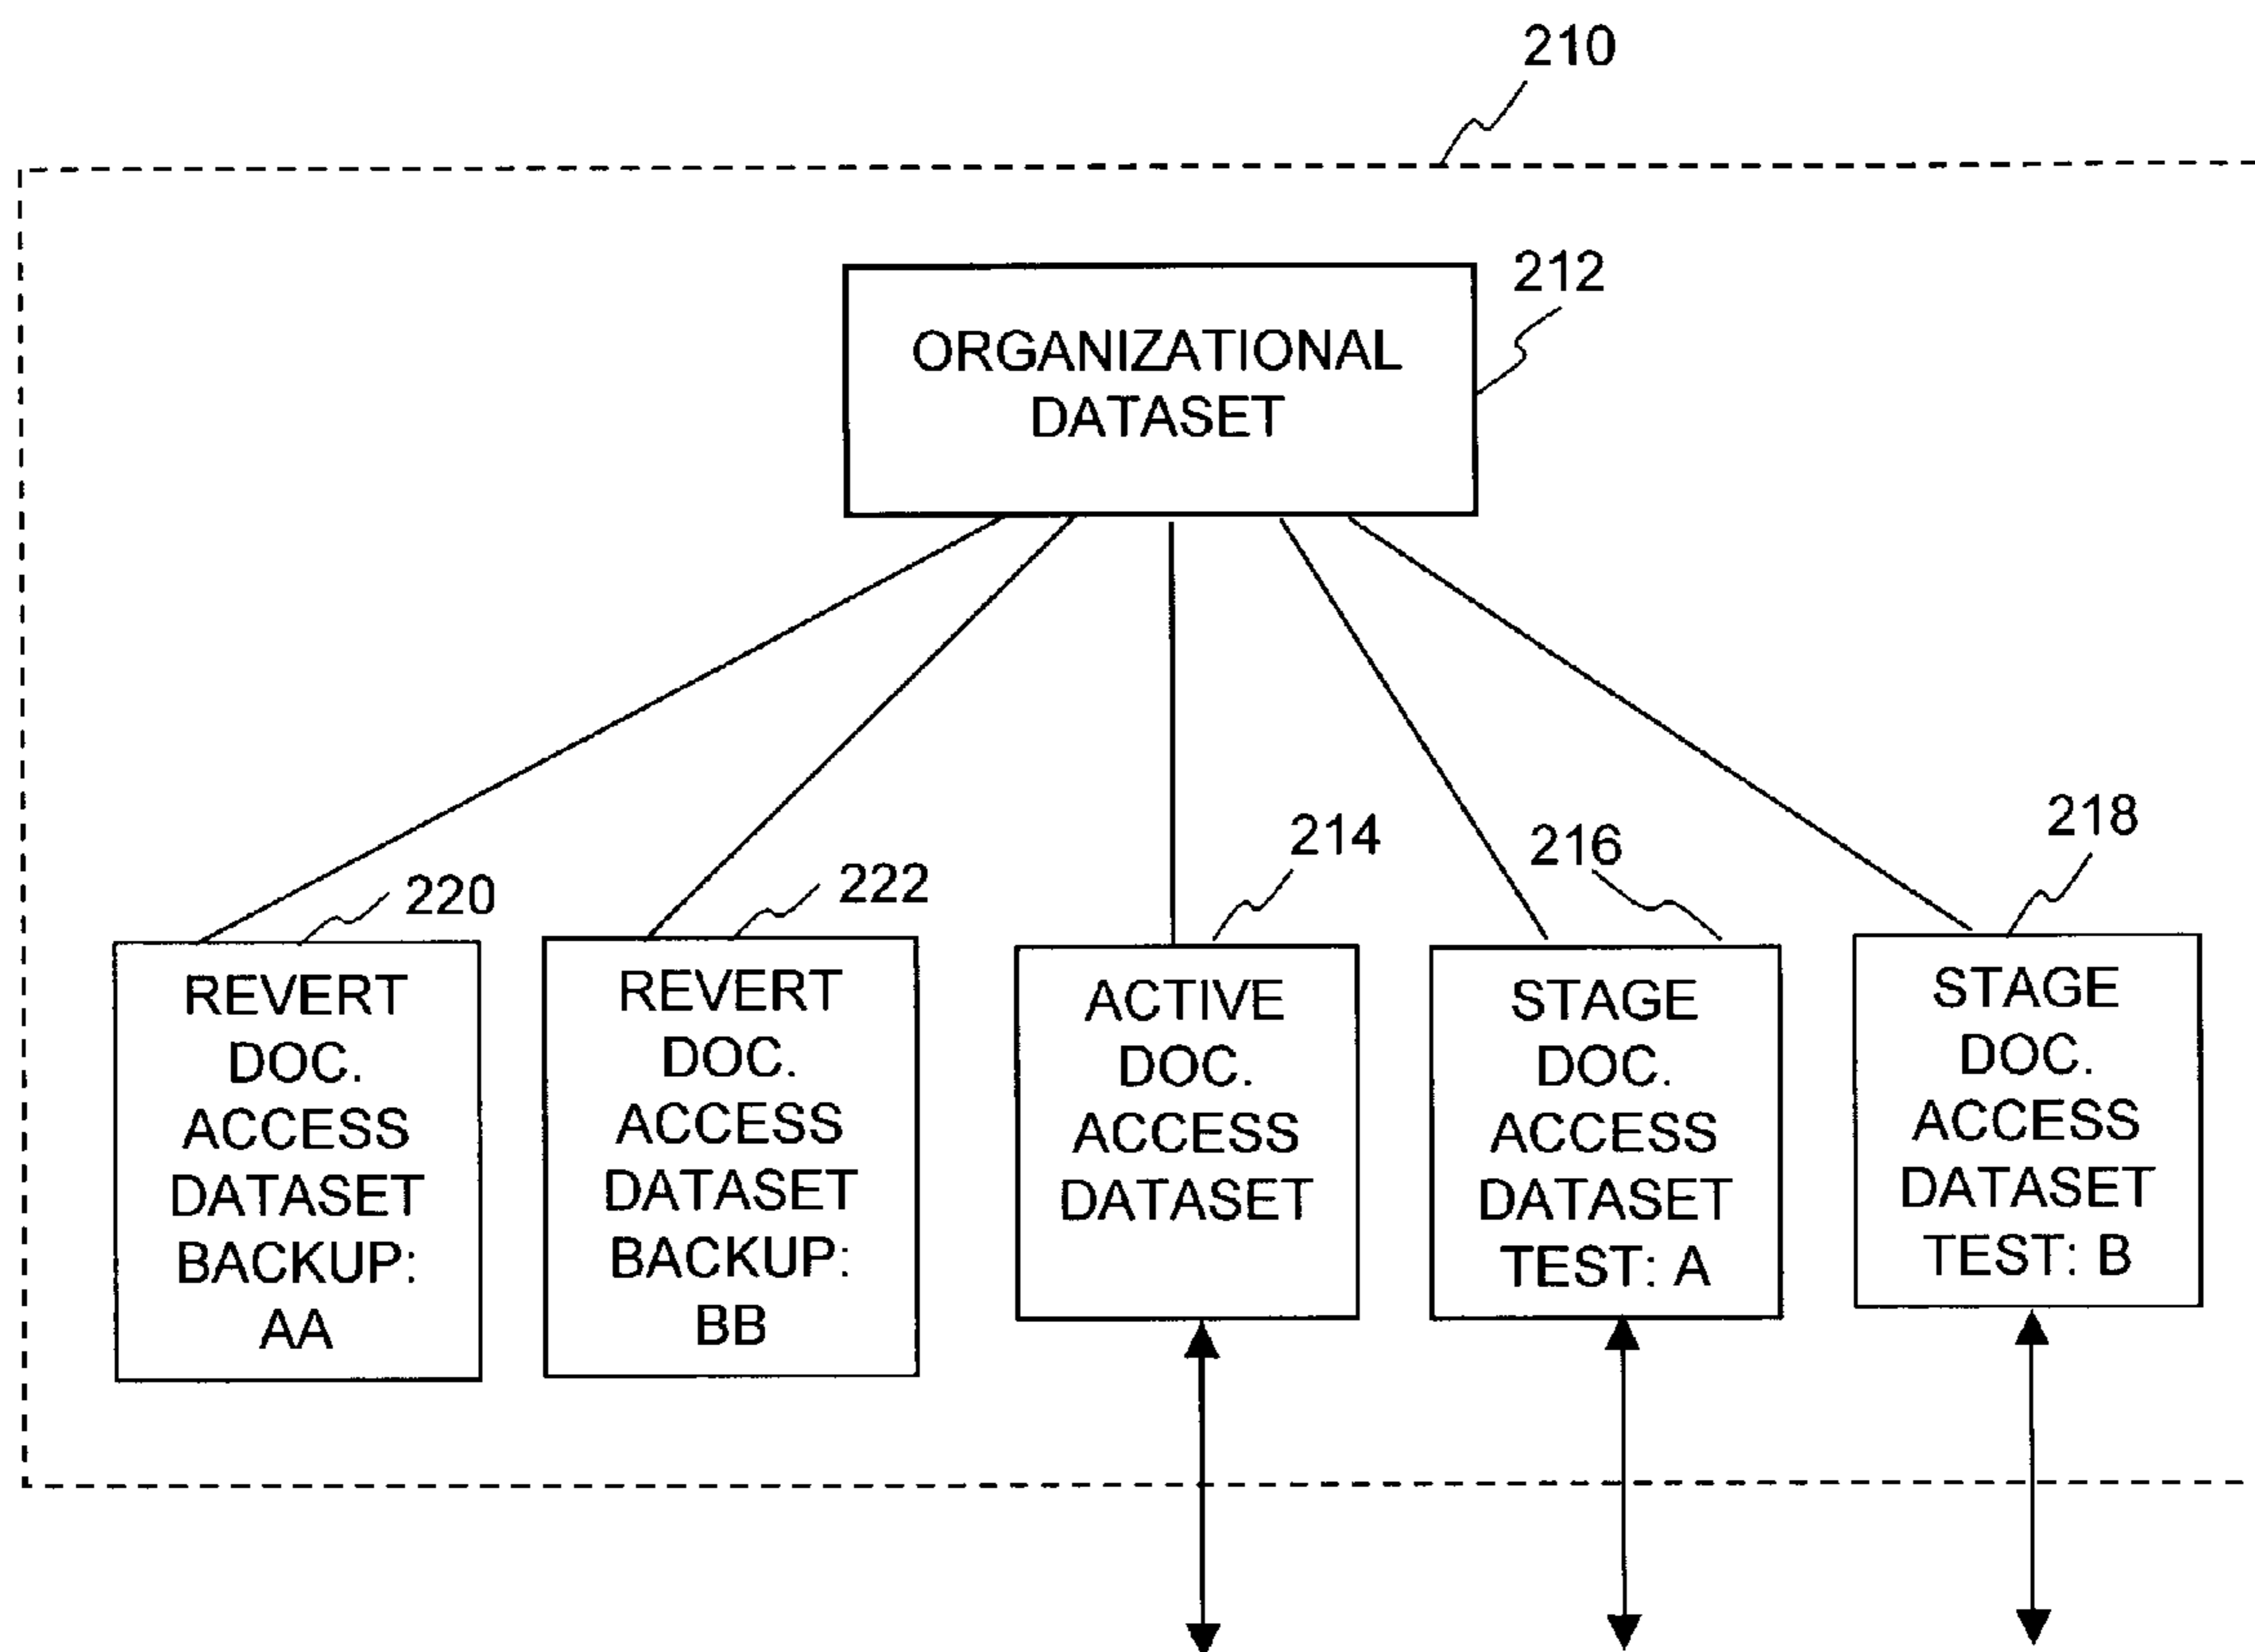 210
212
ORGANIZATIONAL
DATASET
214
216
218
220
222
REVERT
DOC.
ACCESS
DATASET
BACKUP:
AA
REVERT
DOC.
ACCESS
DATASET
BACKUP:
BB
ACTIVE
DOC.
ACCESS
DATASET
STAGE
DOC.
ACCESS
DATASET
TEST: A
STAGE
DOC.
ACCESS
DATASET
TEST: B